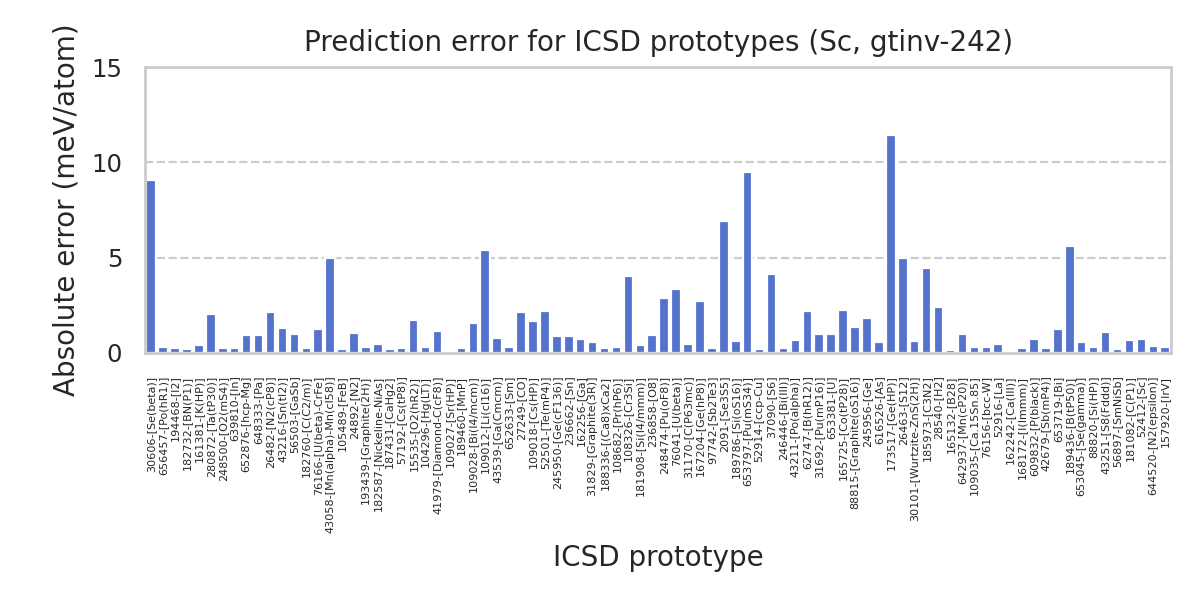 Prediction error for ICSD prototypes (Sc, gtinv-242)
Absolute error (meV/atom)
15
10
5
0
30606-[Se(beta)]
656457-[Po(hR1)]
194468-[I2]
182732-[BN(P1)]
161381-[K(HP)]
280872-[Ta(tP30)]
248500-[O2(mS4)]
639810-[In]
652876-[hcp-Mg]
648333-[Pa]
26482-[N2(cP8)]
43216-[Sn(tI2)]
56503-[GaSb]
182760-[C(C2/m)]
76166-[U(beta)-CrFe]
43058-[Mn(alpha)-Mn(cI58)]
105489-[FeB]
24892-[N2]
193439-[Graphite(2H)]
182587-[Nickeline-NiAs]
187431-[CaHg2]
57192-[Cs(tP8)]
15535-[O2(hR2)]
104296-[Hg(LT)]
41979-[Diamond-C(cF8)]
109027-[Sr(HP)]
189460-[MnP]
109028-[Bi(I4/mcm)]
109012-[Li(cI16)]
43539-[Ga(Cmcm)]
652633-[Sm]
27249-[CO]
109018-[Cs(HP)]
52501-[Te(mP4)]
245950-[Ge(cF136)]
236662-[Sn]
162256-[Ga]
31829-[Graphite(3R)]
188336-[(Ca8)xCa2]
108682-[Pr(hP6)]
108326-[Cr3Si]
181908-[Si(I4/mmm)]
236858-[O8]
248474-[Pu(oF8)]
76041-[U(beta)]
31170-[C(P63mc)]
167204-[Ge(hP8)]
97742-[Sb2Te3]
2091-[Se3S5]
189786-[Si(oS16)]
653797-[Pu(mS34)]
52914-[ccp-Cu]
37090-[S6]
246446-[Bi(III)]
43211-[Po(alpha)]
62747-[B(hR12)]
31692-[Pu(mP16)]
653381-[U]
165725-[Co(tP28)]
88815-[Graphite(oS16)]
245956-[Ge]
616526-[As]
173517-[Ge(HP)]
26463-[S12]
30101-[Wurtzite-ZnS(2H)]
185973-[C3N2]
28540-[H2]
165132-[B28]
642937-[Mn(cP20)]
109035-[Ca.15Sn.85]
76156-[bcc-W]
52916-[La]
162242-[Ca(III)]
168172-[I(Immm)]
609832-[P(black)]
42679-[Sb(mP4)]
653719-[Bi]
189436-[B(tP50)]
653045-[Se(gamma)]
88820-[Si(HP)]
43251-[S8(Fddd)]
56897-[SmNiSb]
181082-[C(P1)]
52412-[Sc]
644520-[N2(epsilon)]
157920-[IrV]
ICSD prototype